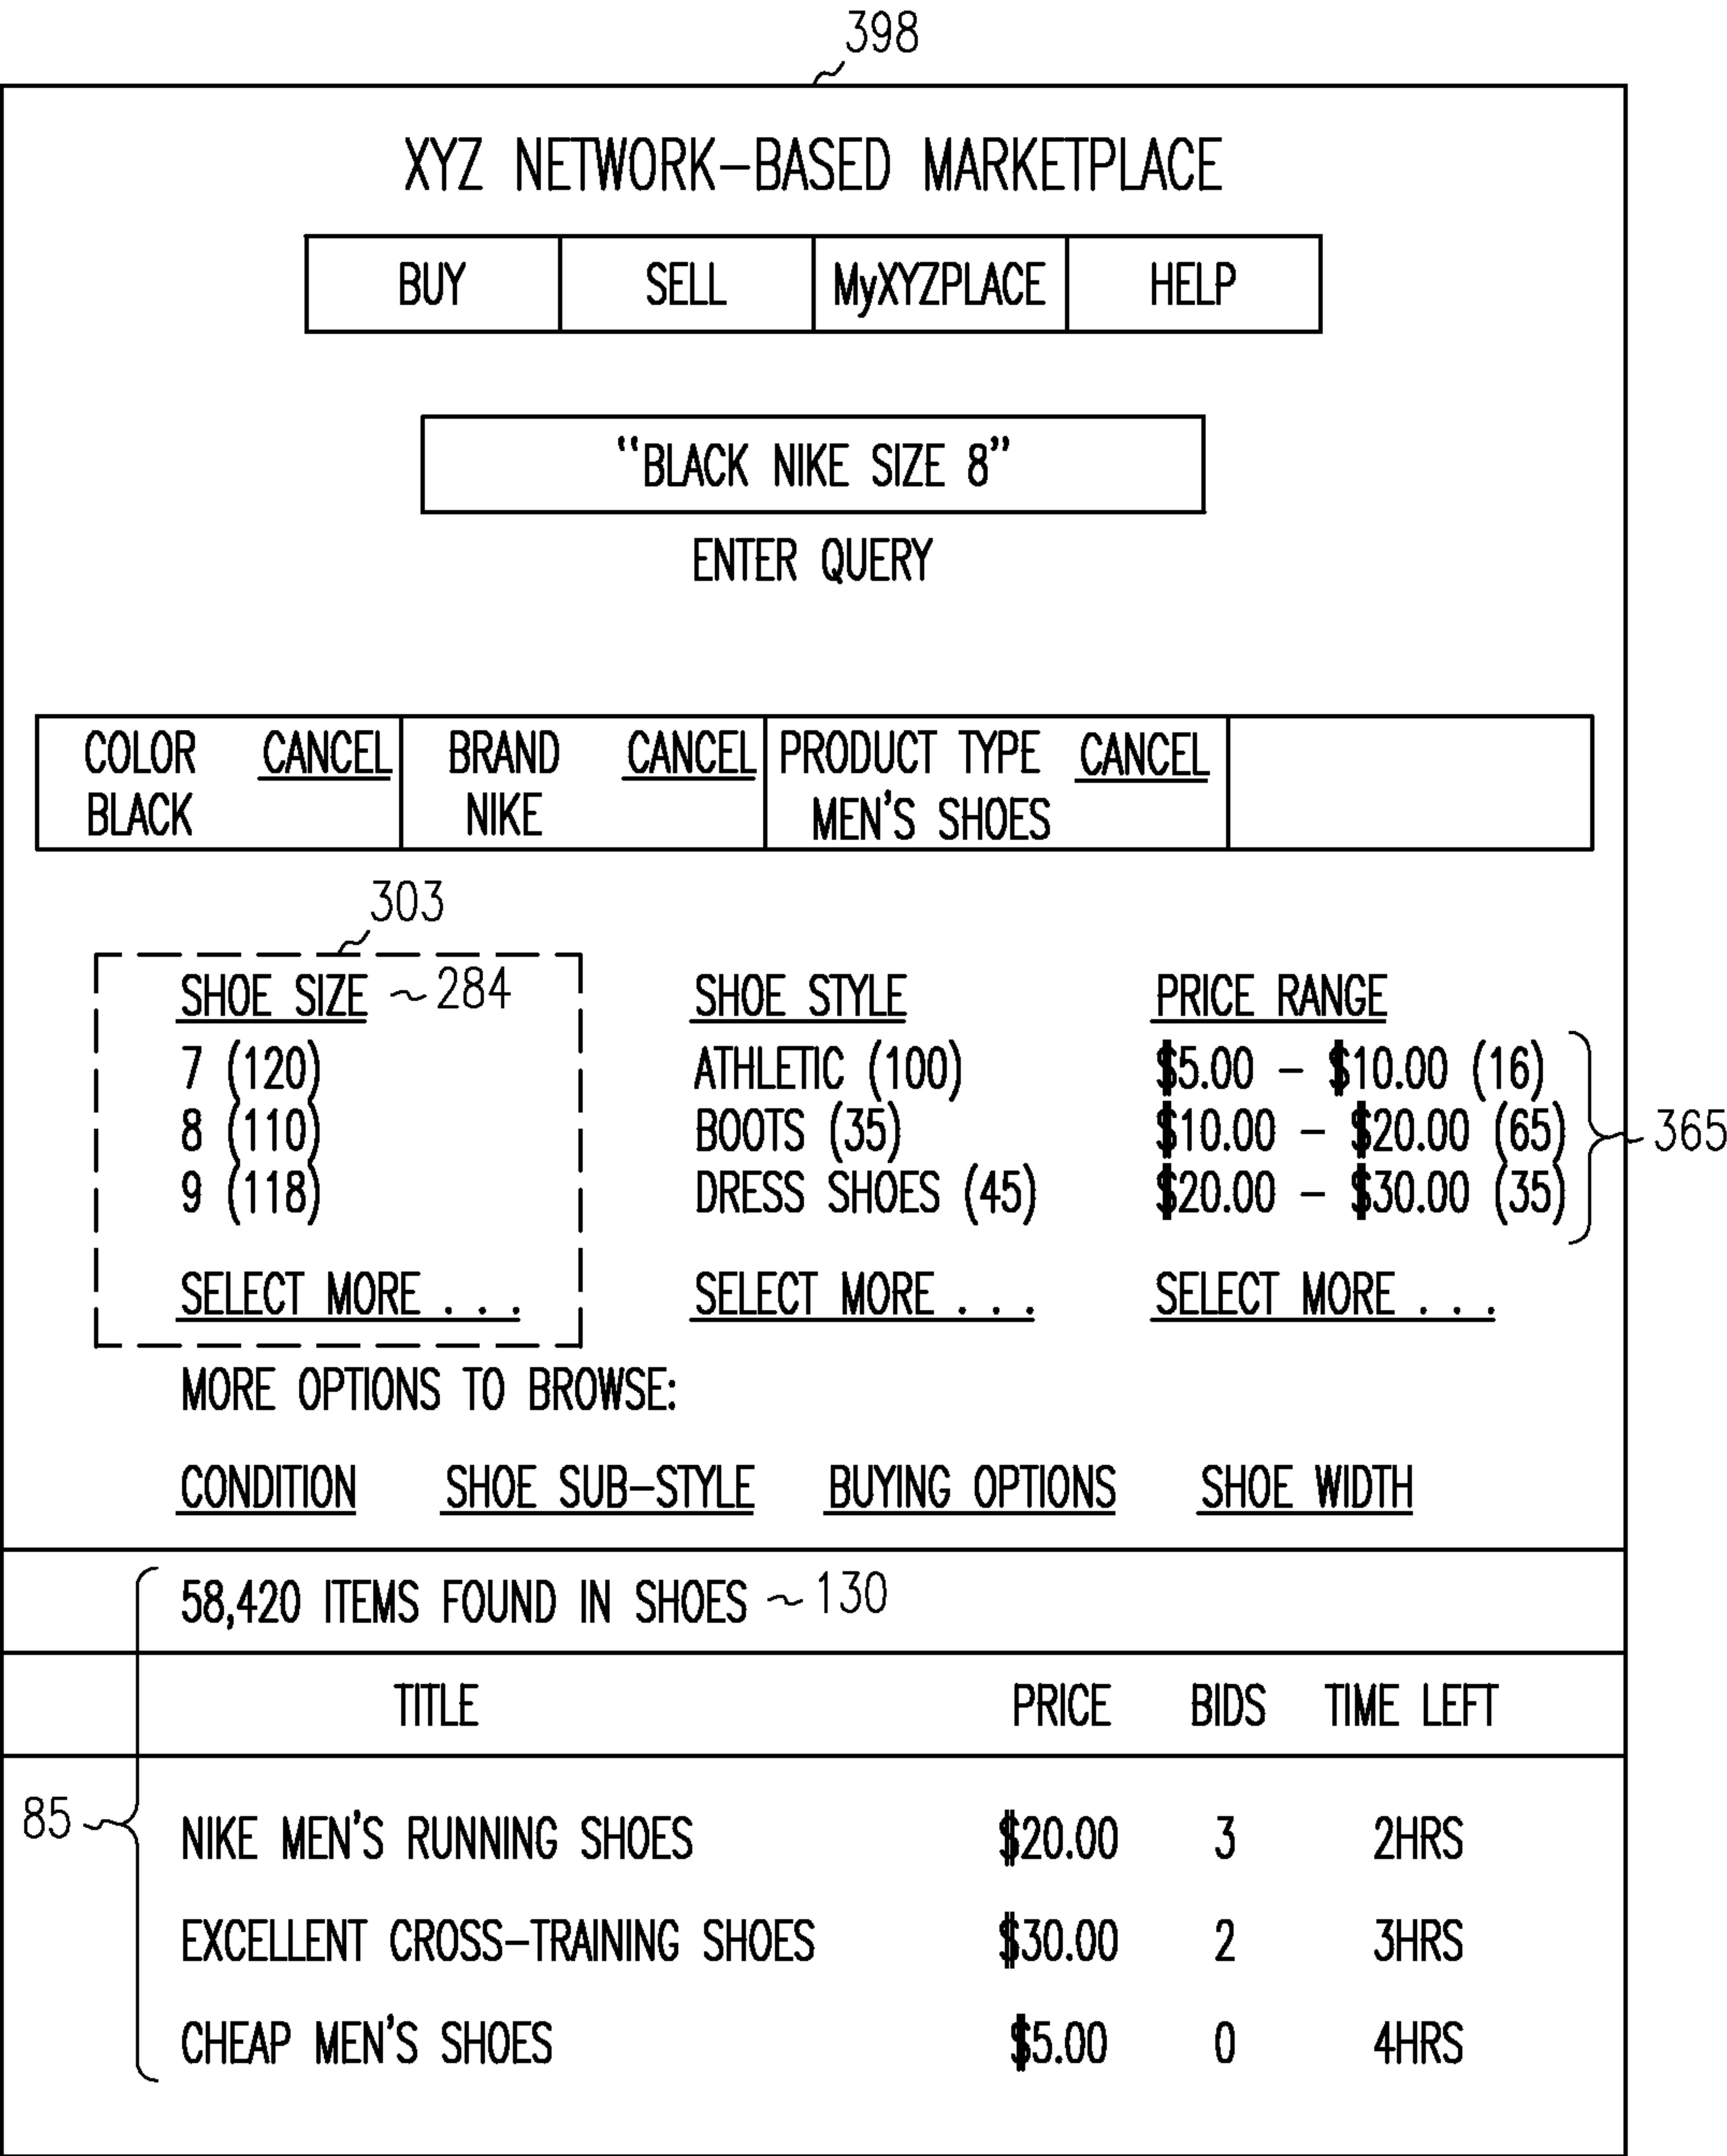 398
XYZ NETWORK-BASED MARKETPLACE
BUY SELL MyXYZPLACE HELP
“BLACK NIKE SIZE 8”
ENTER QUERY
COLOR CANCEL BRAND CANCEL PRODUCT TYPE CANCEL
BLACK NIKE MEN'S SHOES
303
SHOE SIZE 284 SHOE STYLE PRICE RANGE
7 (120) ATHLETIC (100) $5.00 - $10.00 (16)
8 (110) BOOTS (35) $10.00 - $20.00 (65) 365
9 (118) DRESS SHOES (45) $20.00 - $30.00 (35)
SELECT MORE . . . SELECT MORE . . . SELECT MORE . . .
MORE OPTIONS TO BROWSE:
CONDITION SHOE SUB-STYLE BUYING OPTIONS SHOE WIDTH
58,420 ITEMS FOUND IN SHOES 130
TITLE PRICE BIDS TIME LEFT
85 NIKE MEN'S RUNNING SHOES $20.00 3 2HRS
EXCELLENT CROSS-TRAINING SHOES $30.00 2 3HRS
CHEAP MEN'S SHOES $5.00 0 4HRS